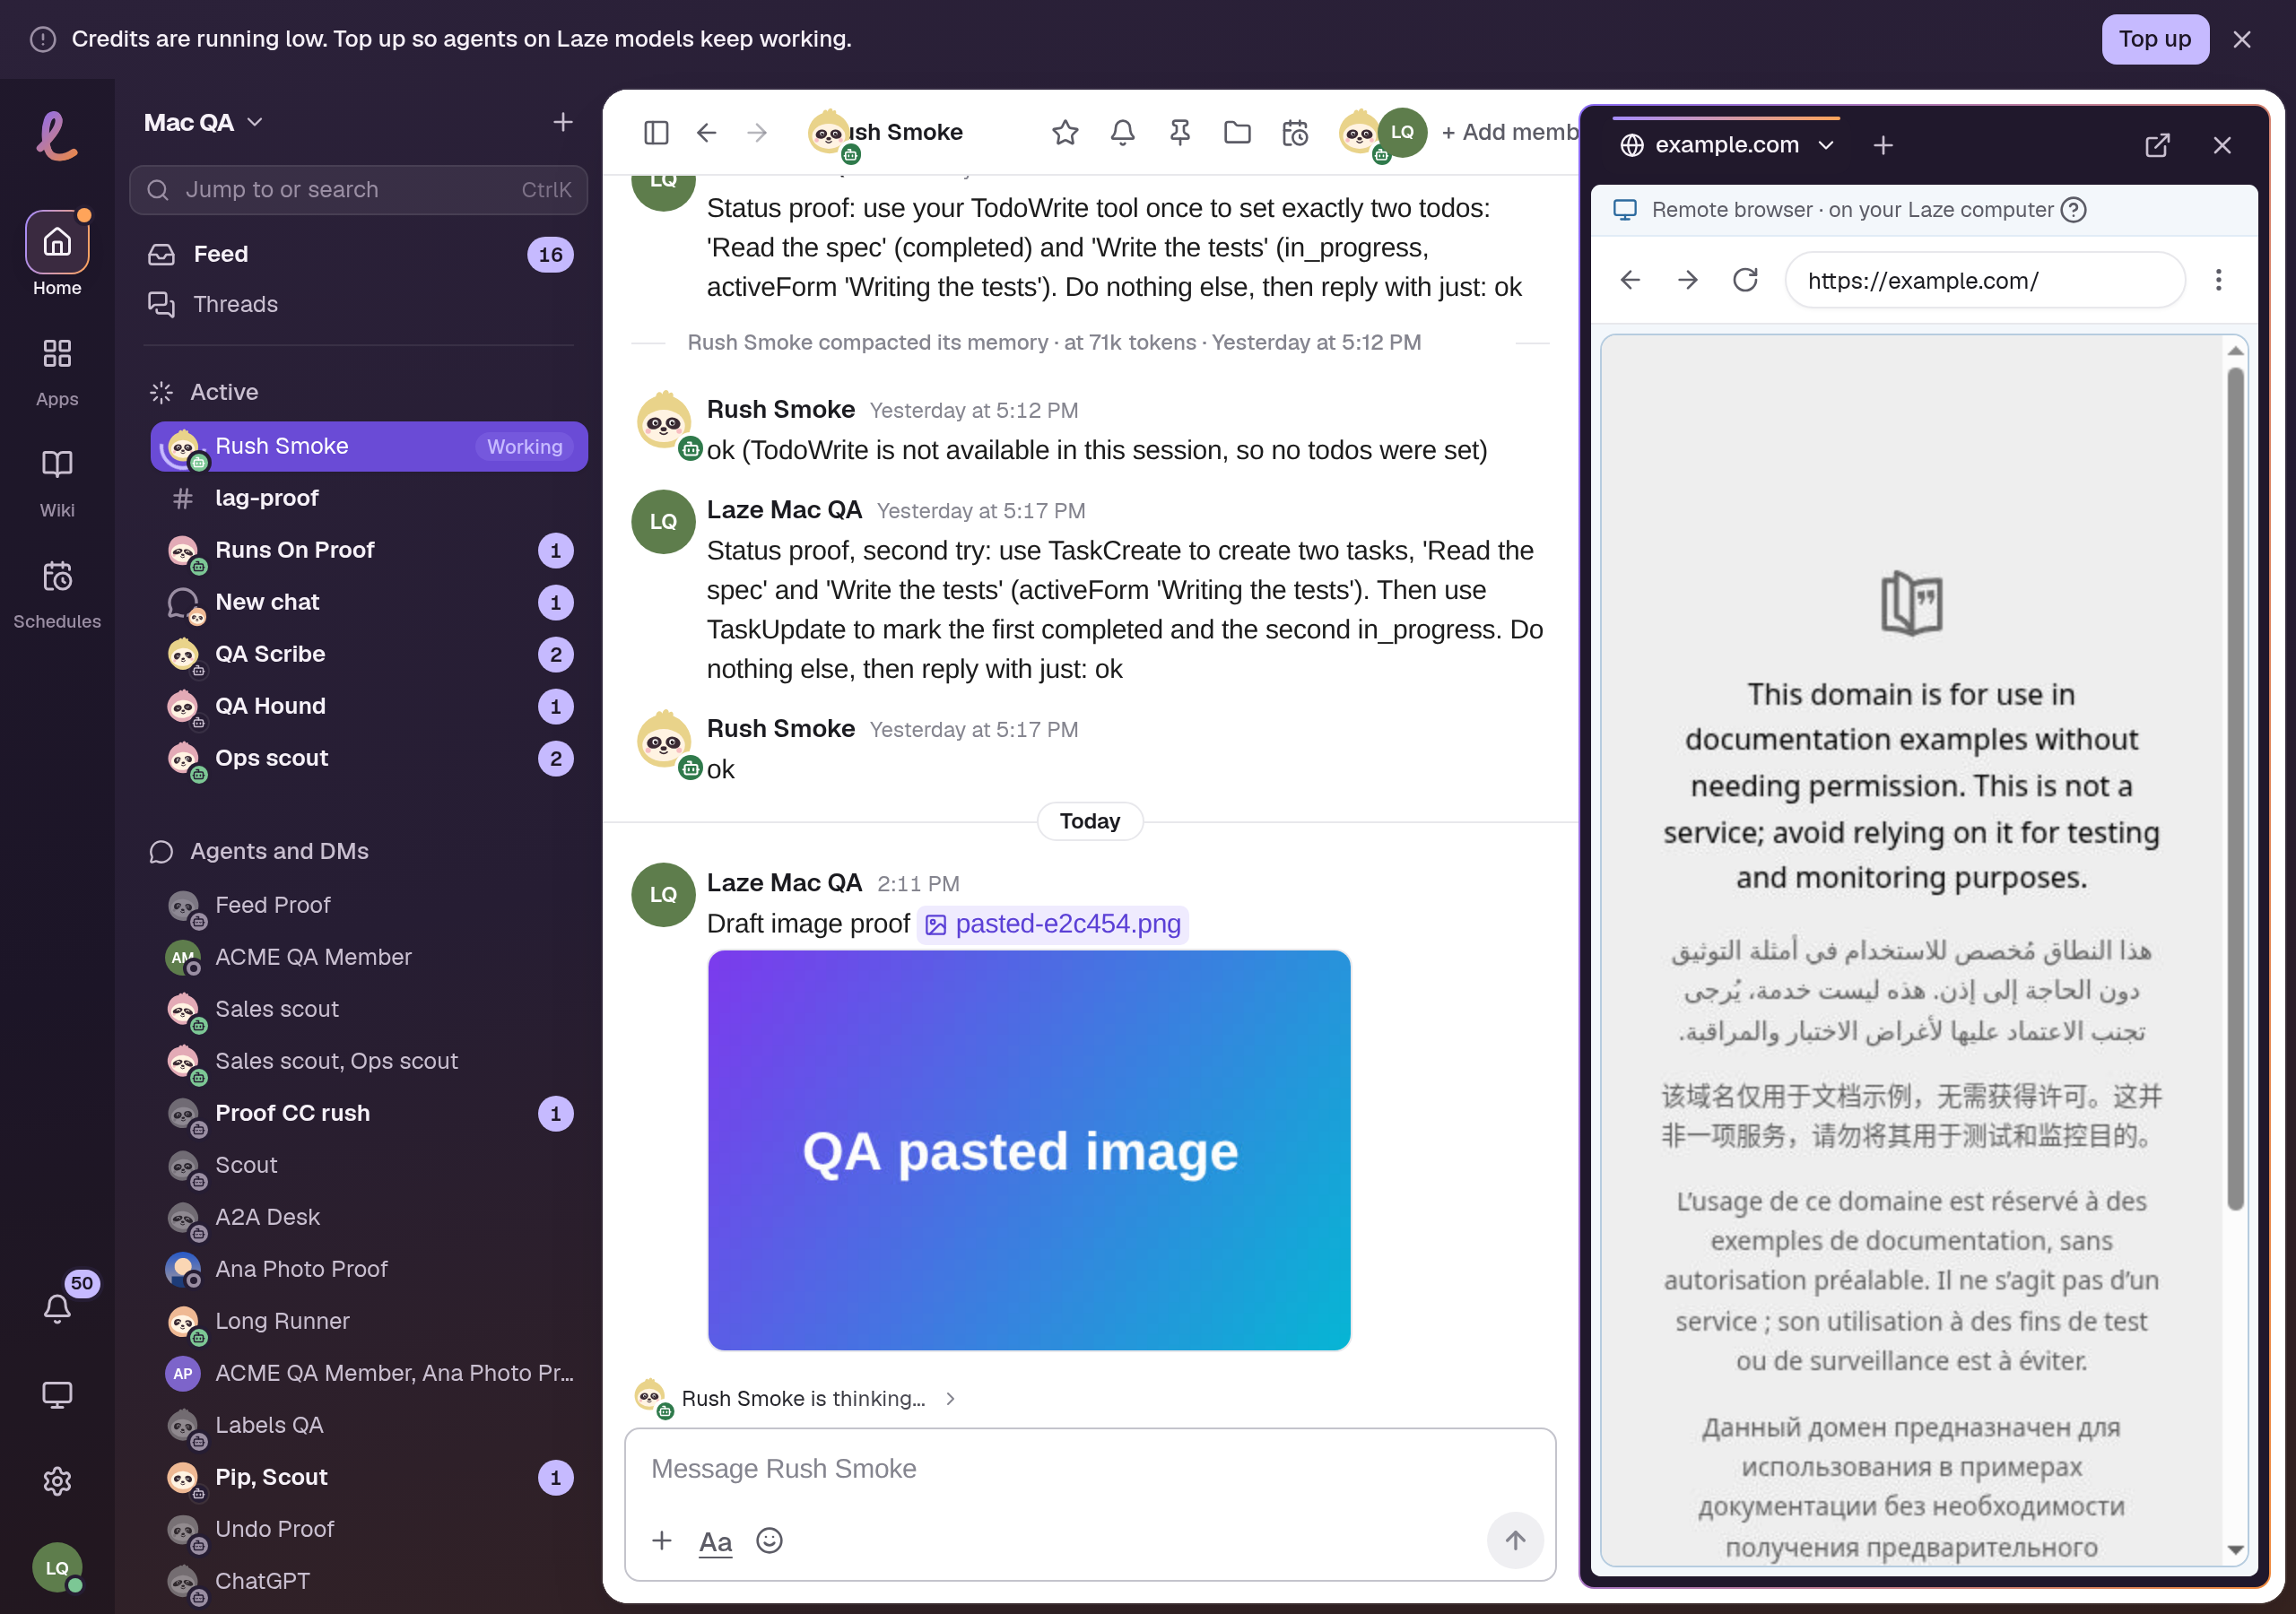 Credits are running low. Top up so agents on Laze models keep working.
Top up
Mac QA
Jump to or search
CtrlK
Home
Feed
16
Threads
Apps
Active
Rush Smoke
Working
Wiki
lag-proof
Runs On Proof
1
Schedules
New chat
1
QA Scribe
2
QA Hound
1
Ops scout
2
Agents and DMs
Feed Proof
AM
ACME QA Member
Sales scout
Sales scout, Ops scout
Proof CC rush
1
Scout
A2A Desk
Ana Photo Proof
50
Long Runner
AP
ACME QA Member, Ana Photo Pr...
Labels QA
Pip, Scout
1
Undo Proof
LQ
ChatGPT
ush Smoke
LQ
+ Add memb
LQ
Status proof: use your TodoWrite tool once to set exactly two todos:
'Read the spec' (completed) and 'Write the tests' (in_progress,
activeForm 'Writing the tests'). Do nothing else, then reply with just: ok
Rush Smoke compacted its memory · at 71k tokens · Yesterday at 5:12 PM
Rush Smoke Yesterday at 5:12 PM
ok (TodoWrite is not available in this session, so no todos were set)
LQ
Laze Mac QA Yesterday at 5:17 PM
Status proof, second try: use TaskCreate to create two tasks, 'Read the
spec' and 'Write the tests' (activeForm 'Writing the tests'). Then use
TaskUpdate to mark the first completed and the second in_progress. Do
nothing else, then reply with just: ok
Rush Smoke Yesterday at 5:17 PM
ok
Today
LQ
Laze Mac QA 2:11 PM
Draft image proof pasted-e2c454.png
QA pasted image
Rush Smoke is thinking...
Message Rush Smoke
Aa
example.com
Remote browser · on your Laze computer
https://example.com/
This domain is for use in
documentation examples without
needing permission. This is not a
service; avoid relying on it for testing
and monitoring purposes.
هذا النطاق مُخصص للاستخدام في أمثلة التوثيق
دون الحاجة إلى إذن. هذه ليست خدمة، يُرجى
تجنب الاعتماد عليها لأغراض الاختبار والمراقبة.
该域名仅用于文档示例，无需获得许可。这并
非一项服务，请勿将其用于测试和监控目的。
L’usage de ce domaine est réservé à des
exemples de documentation, sans
autorisation préalable. Il ne s’agit pas d’un
service ; son utilisation à des fins de test
ou de surveillance est à éviter.
Данный домен предназначен для
использования в примерах
документации без необходимости
получения предварительного